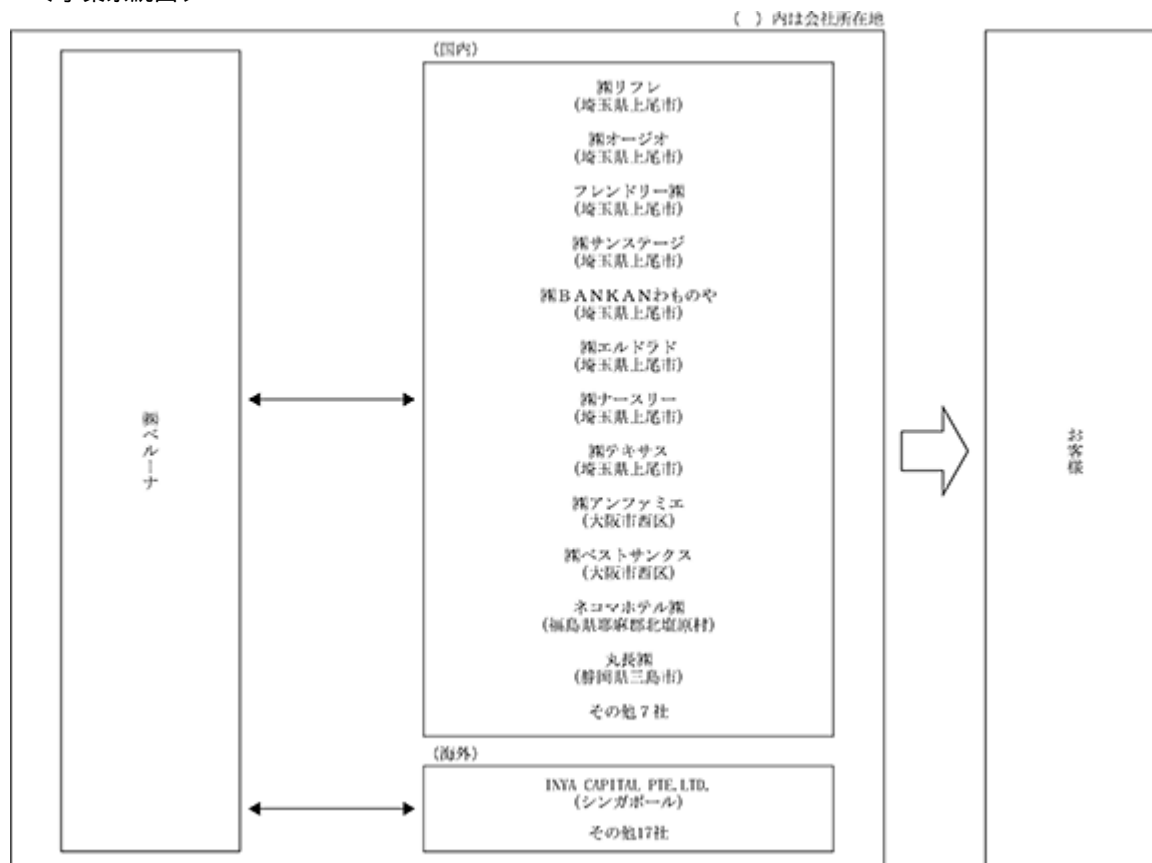 ( ) 内は会社所在地
(国内)
㈱リフレ
(埼玉県上尾市)
㈱オージオ
(埼玉県上尾市)
フレンドリー㈱
(埼玉県上尾市)
㈱サンステージ
(埼玉県上尾市)
㈱BANKANわものや
(埼玉県上尾市)
㈱エルドラド
(埼玉県上尾市)
㈱ナースリー
(埼玉県上尾市)
㈱テキサス
(埼玉県上尾市)
㈱アンファミエ
(大阪市西区)
㈱ベストサンクス
(大阪市西区)
ネコマホテル㈱
(福島県耶麻郡北塩原村)
丸長㈱
(静岡県三島市)
その他7社
㈱ベルーナ
お客様
(海外)
INYA CAPITAL PTE.LTD.
(シンガポール)
その他17社